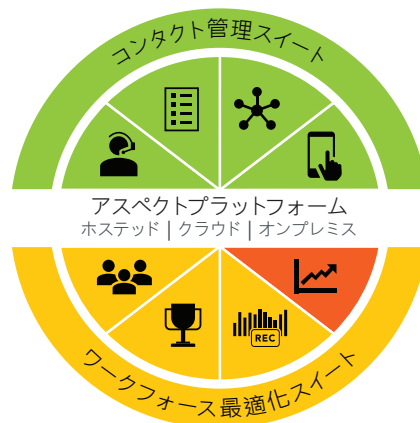 コンタクト管理スイート
アスペクトプラットフォーム
ホステッド | クラウド | オンプレミス
REC
ワークフォース最適化スイート